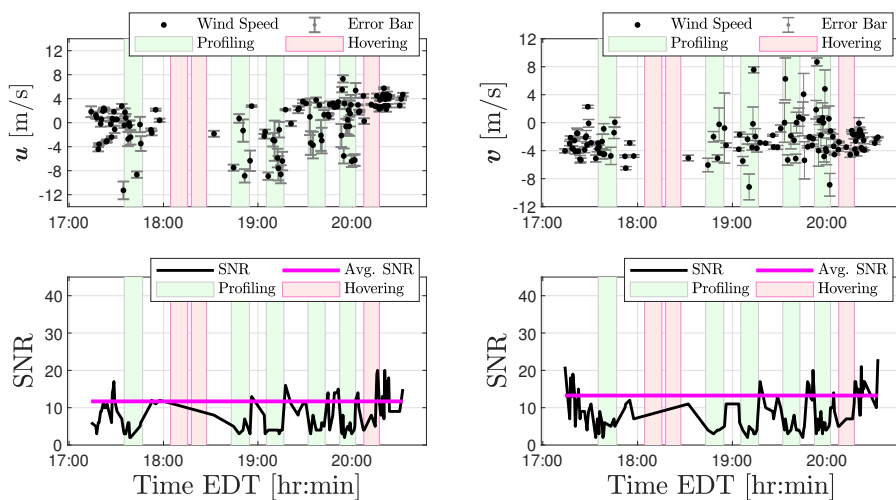 Wind Speed Error Bar
Profiling Hovering
12
8
4
0
-4
-8
-12
u [m/s]
17:00 18:00 19:00 20:00
Wind Speed Error Bar
Profiling Hovering
12
8
4
0
-4
-8
-12
v [m/s]
17:00 18:00 19:00 20:00
SNR Avg. SNR
Profiling Hovering
40
30
20
10
0
SNR
17:00 18:00 19:00 20:00
Time EDT [hr:min]
SNR Avg. SNR
Profiling Hovering
40
30
20
10
0
SNR
17:00 18:00 19:00 20:00
Time EDT [hr:min]